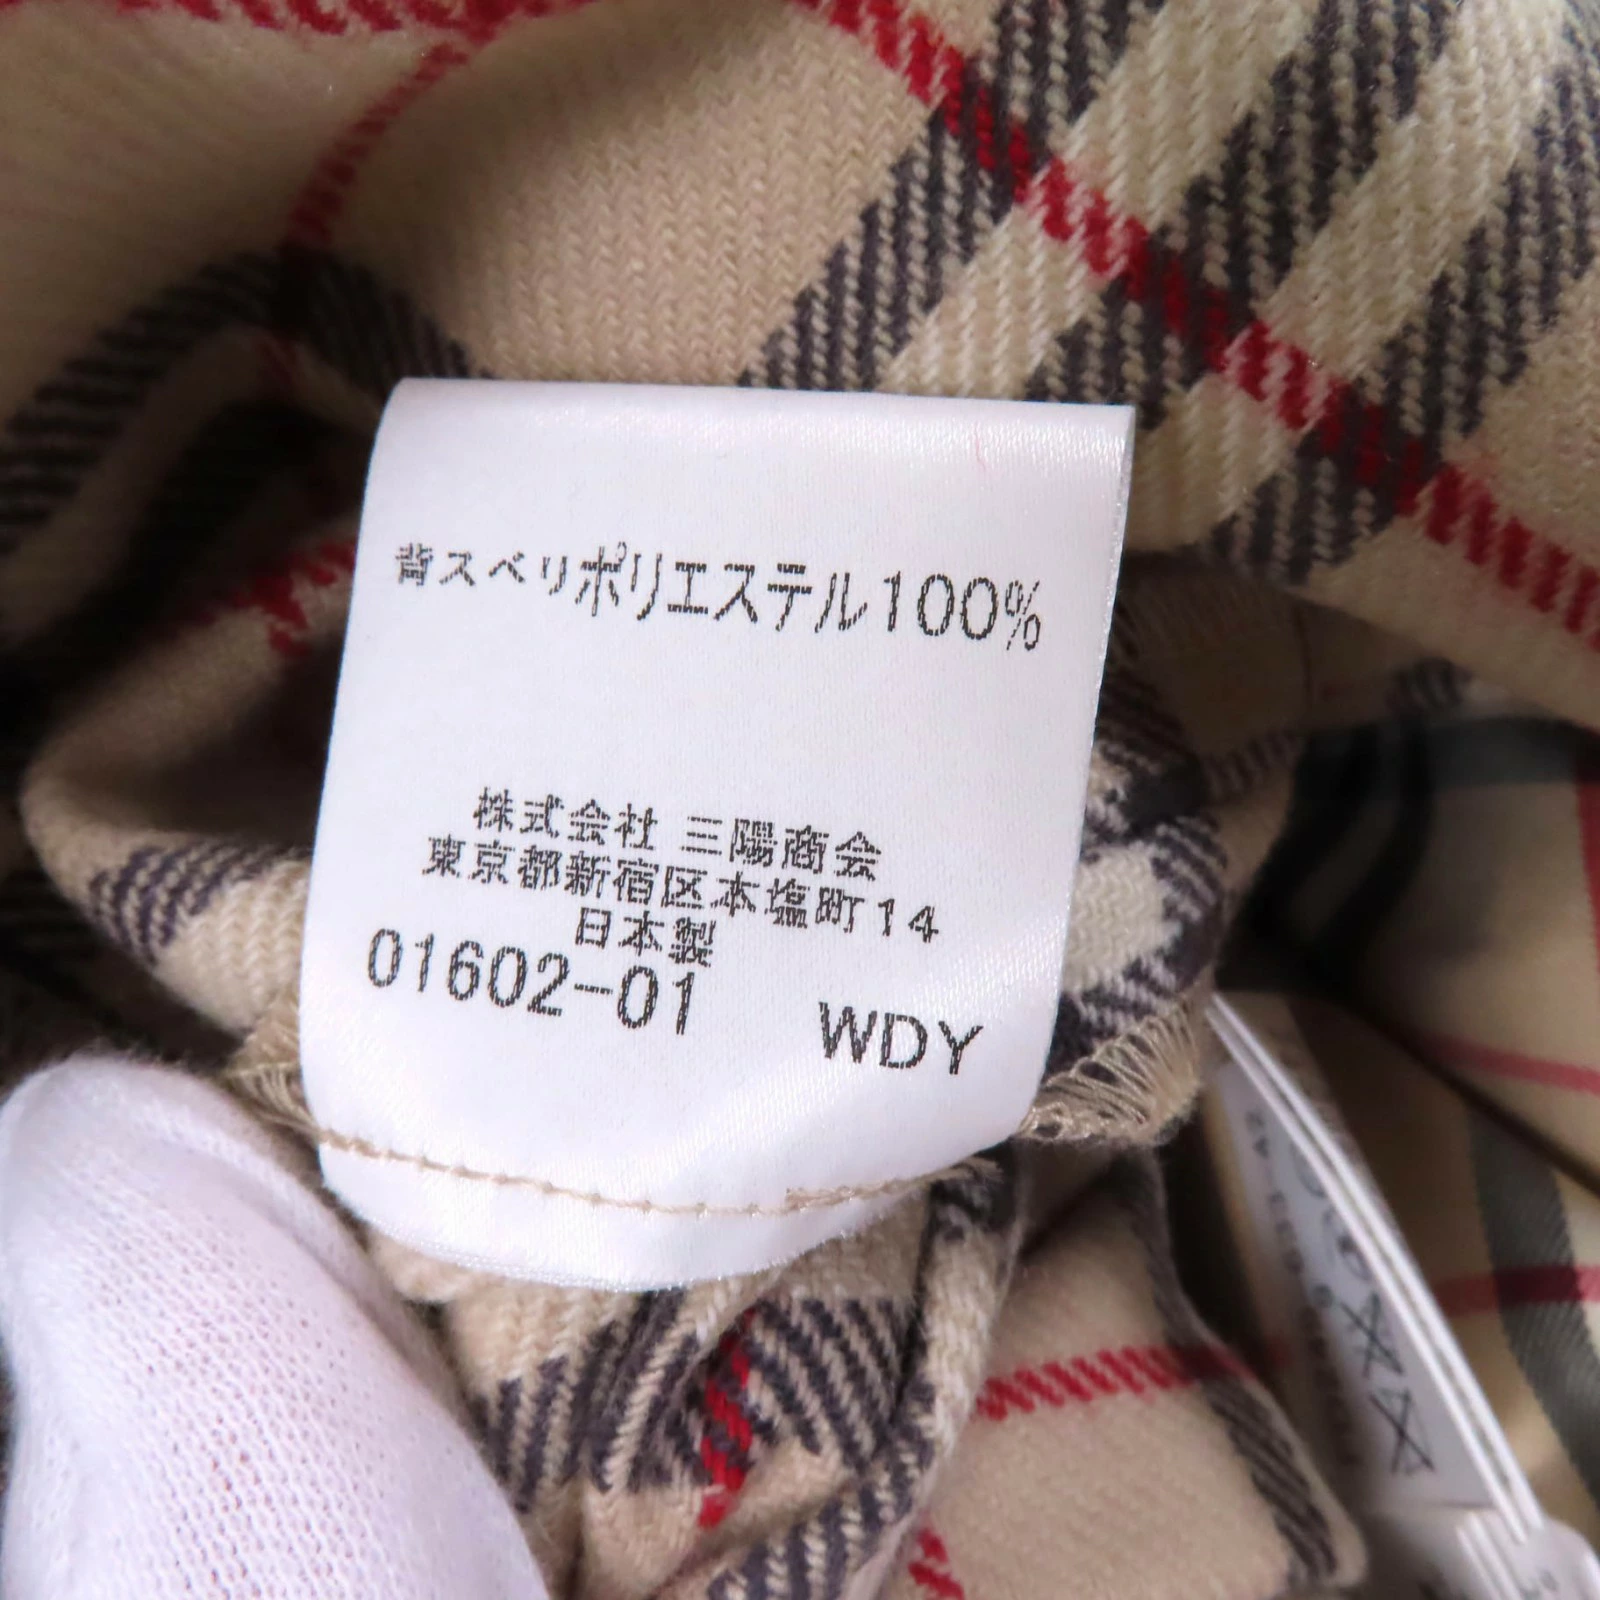 背スベリポリエステル100%
株式会社 三陽商会
東京都新宿区本塩町14
日本製
01602-01 WDY
42